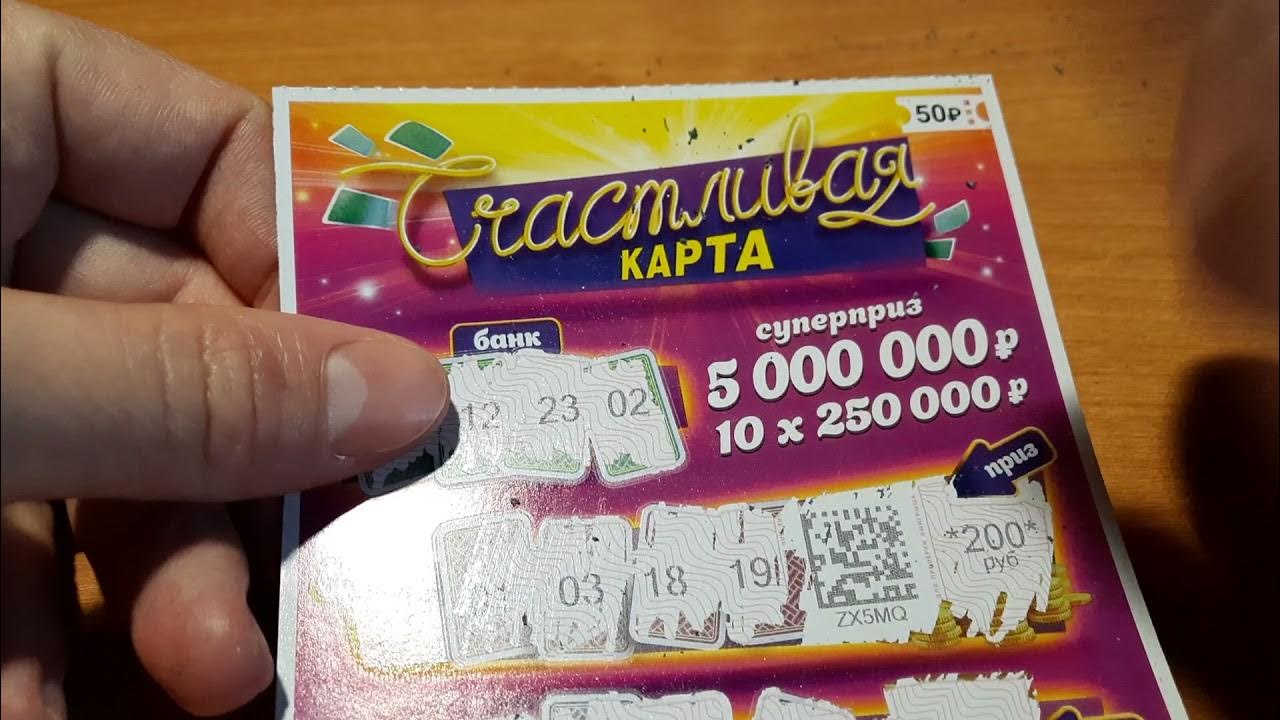 50₽
Счастливая
КАРТА
банк
суперприз
5 000 000 ₽
10 x 250 000 ₽
12 23 02
приз
03 18 19
*200*
руб
ZX5MQ